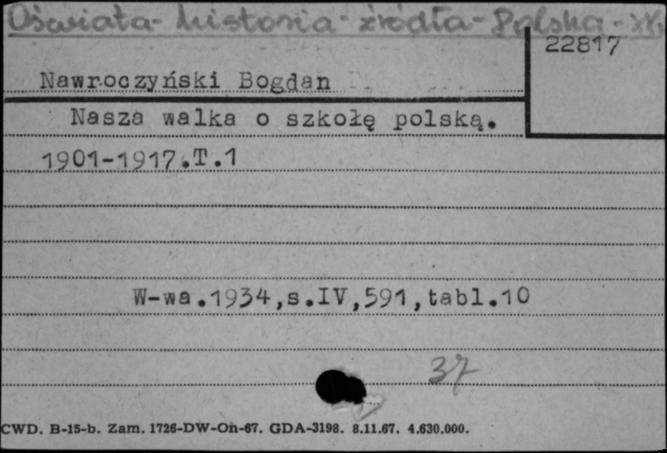 Oświata - historia - źródła - Polska -
22817
Nawroczyński Bogdan
Nasza walka o szkołę polską.
1901-1917.T.1
W-wa.1934,s.IV,591,tabl.10
37
CWD. B-15-b. Zam. 1726-DW-On-67. GDA-3198. 8.11.67. 4.630.000.